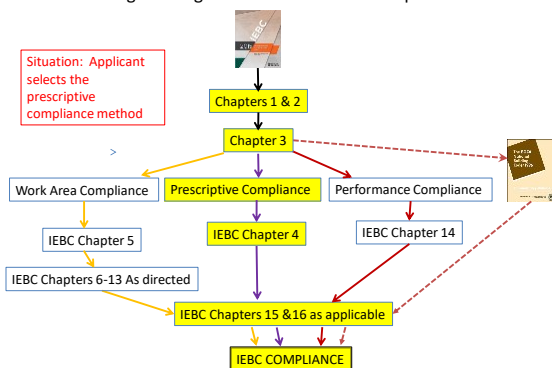 IEBC
Situation: Applicant
selects the
prescriptive
compliance method
Chapters 1 & 2
Chapter 3
>
Work Area Compliance
Prescriptive Compliance
Performance Compliance
IEBC Chapter 5
IEBC Chapter 4
IEBC Chapter 14
IEBC Chapters 6-13 As directed
IEBC Chapters 15 &16 as applicable
IEBC COMPLIANCE